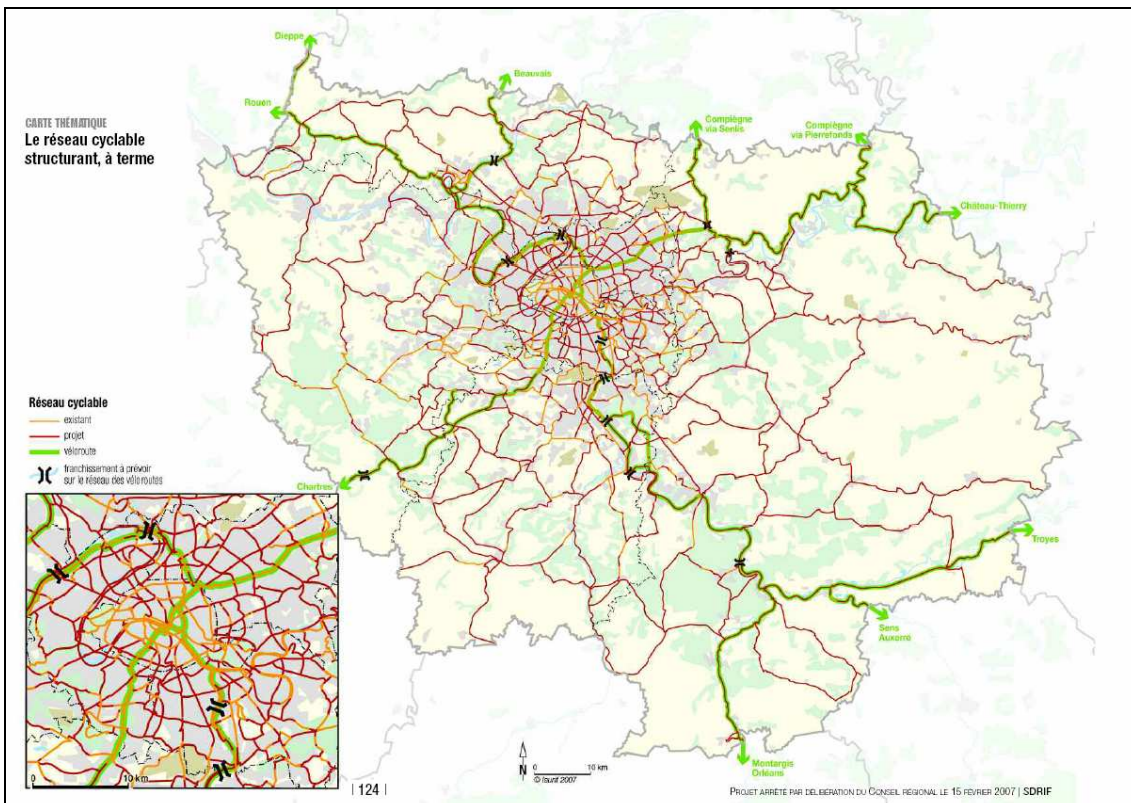 Dieppe
Beauvais
Rouen
CARTE THÉMATIQUE
Le réseau cyclable
structurant, à terme
Compiègne
via Senlis
Compiègne
via Pierrefonds
Château-Thierry
Réseau cyclable
existant
projet
véloroute
franchissement à prévoir
sur le réseau des véloroutes
Chartres
Troyes
Sens
Auxerre
Montargis
Orléans
0 10 km
N
0 10 km
© Iaurif 2007
| 124 |
PROJET ARRÊTÉ PAR DÉLIBÉRATION DU CONSEIL RÉGIONAL LE 15 FÉVRIER 2007 | SDRIF